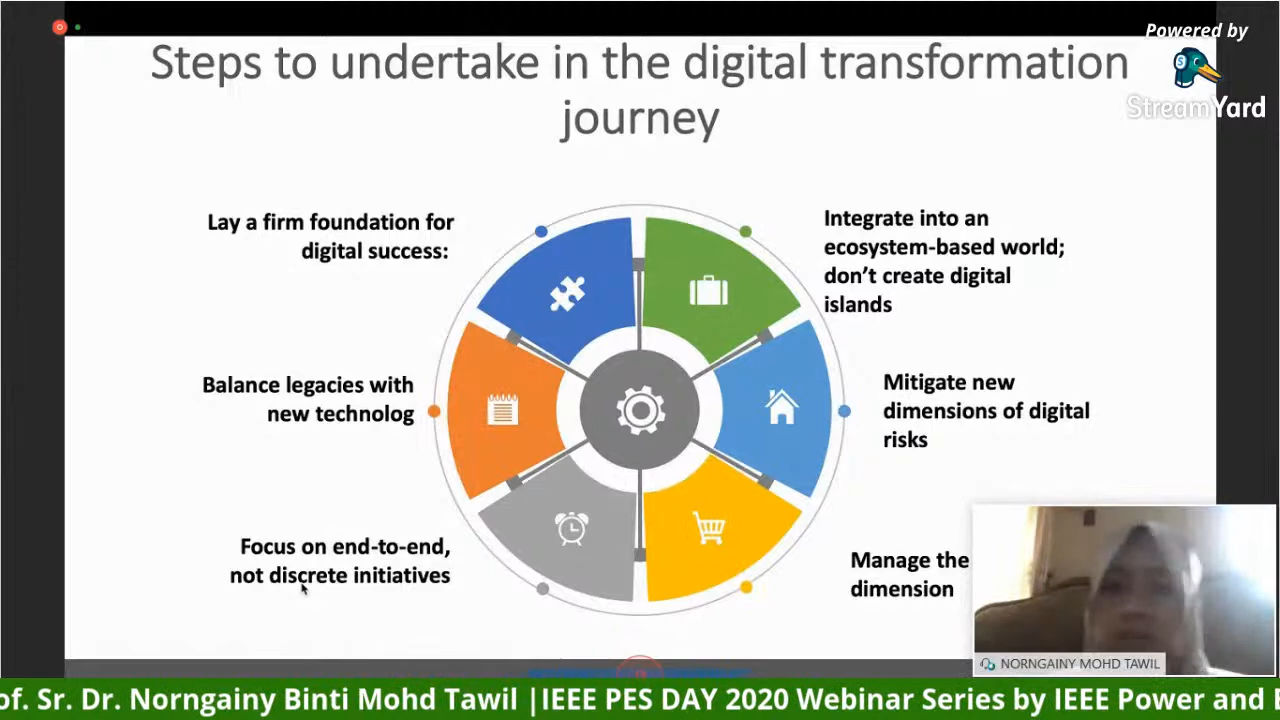 Powered by
StreamYard
Steps to undertake in the digital transformation
journey
Lay a firm foundation for
digital success:
Integrate into an
ecosystem-based world;
don’t create digital
islands
Balance legacies with
new technolog
Mitigate new
dimensions of digital
risks
Focus on end-to-end,
not discrete initiatives
Manage the
dimension
NORNGAINY MOHD TAWIL
of. Sr. Dr. Norngainy Binti Mohd Tawil |IEEE PES DAY 2020 Webinar Series by IEEE Power and E